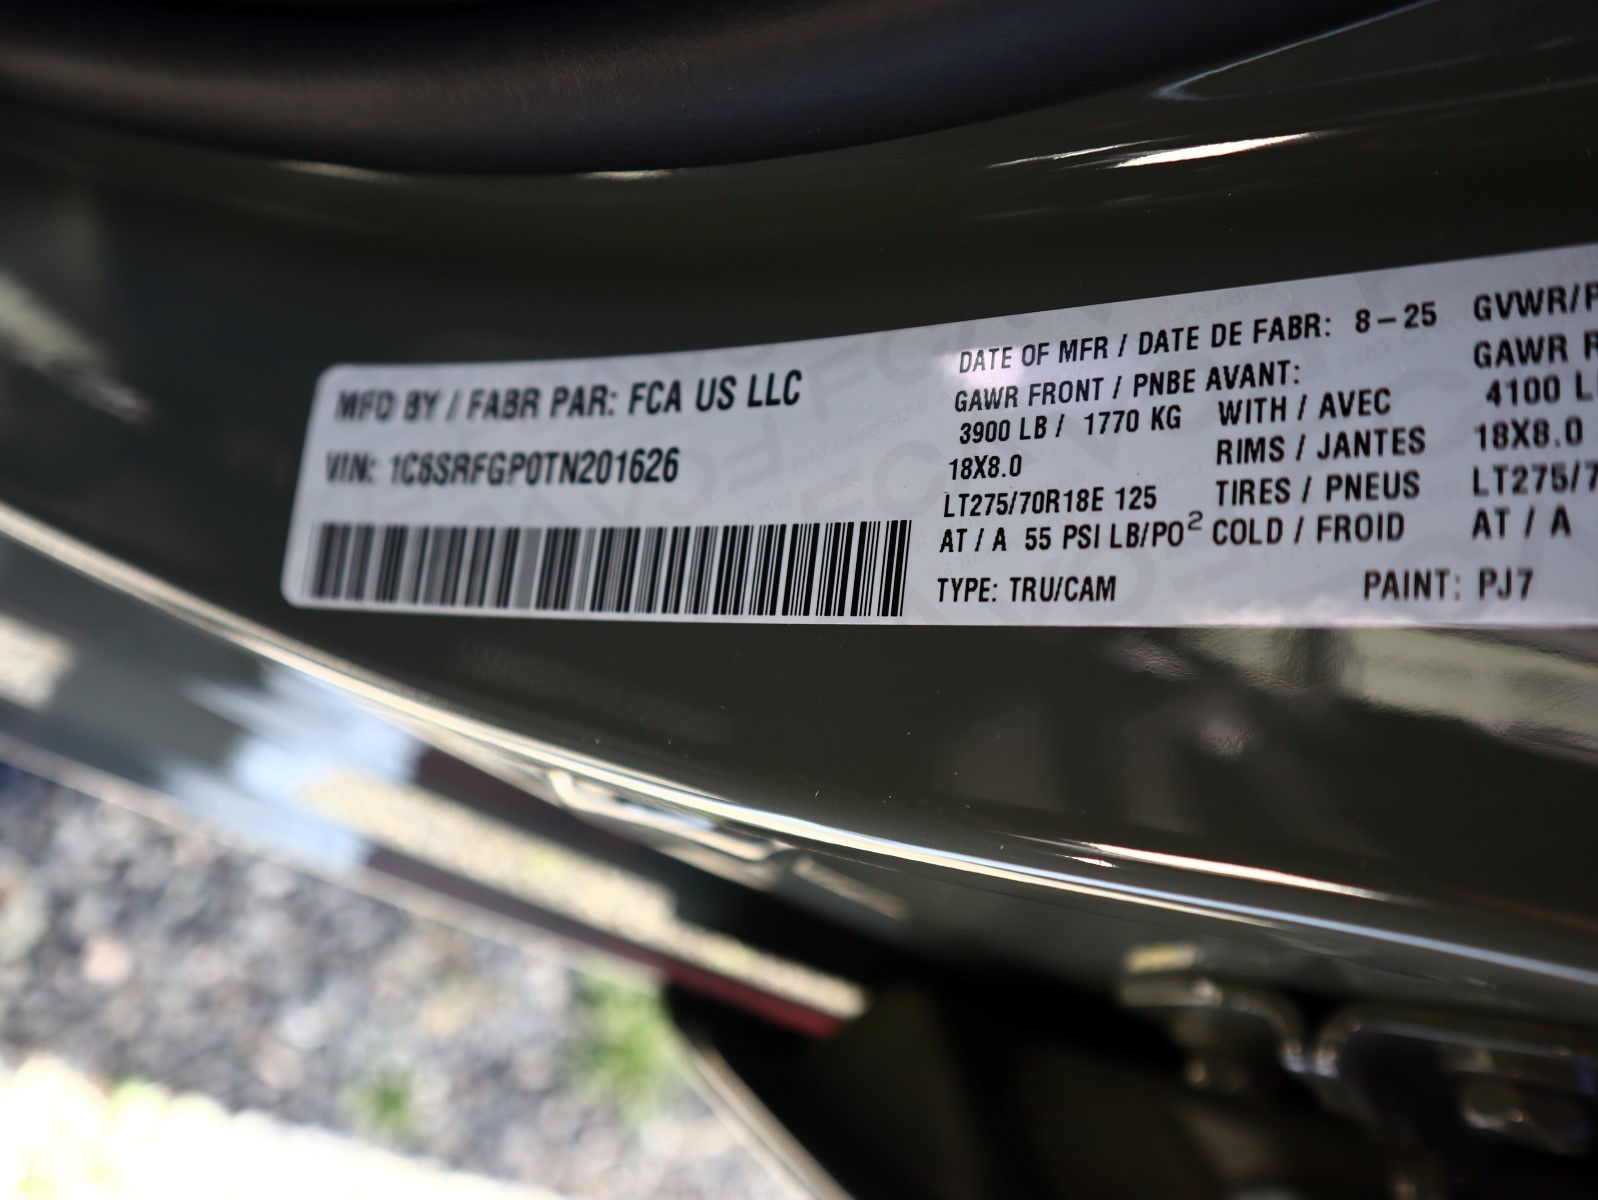 MFD BY / FABR PAR: FCA US LLC
VIN: 1C6SRFGP0TN201626
DATE OF MFR / DATE DE FABR: 8-25
GAWR FRONT / PNBE AVANT:
3900 LB / 1770 KG WITH / AVEC
18X8.0 RIMS / JANTES
LT275/70R18E 125 TIRES / PNEUS
AT / A 55 PSI LB/PO² COLD / FROID
TYPE: TRU/CAM PAINT: PJ7
GVWR/
GAWR
4100
18X8.0
LT275/7
AT / A